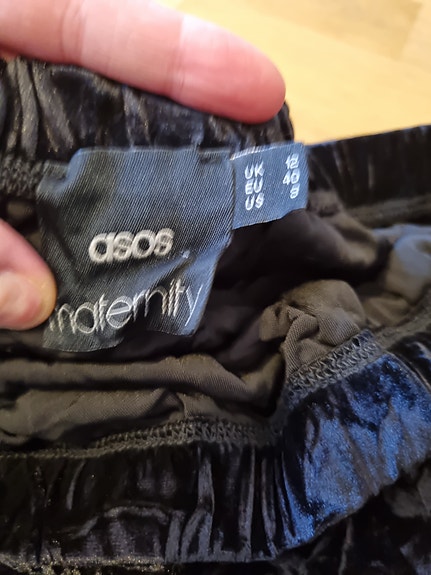 asos
maternity
UK 12
EU 40
US 8